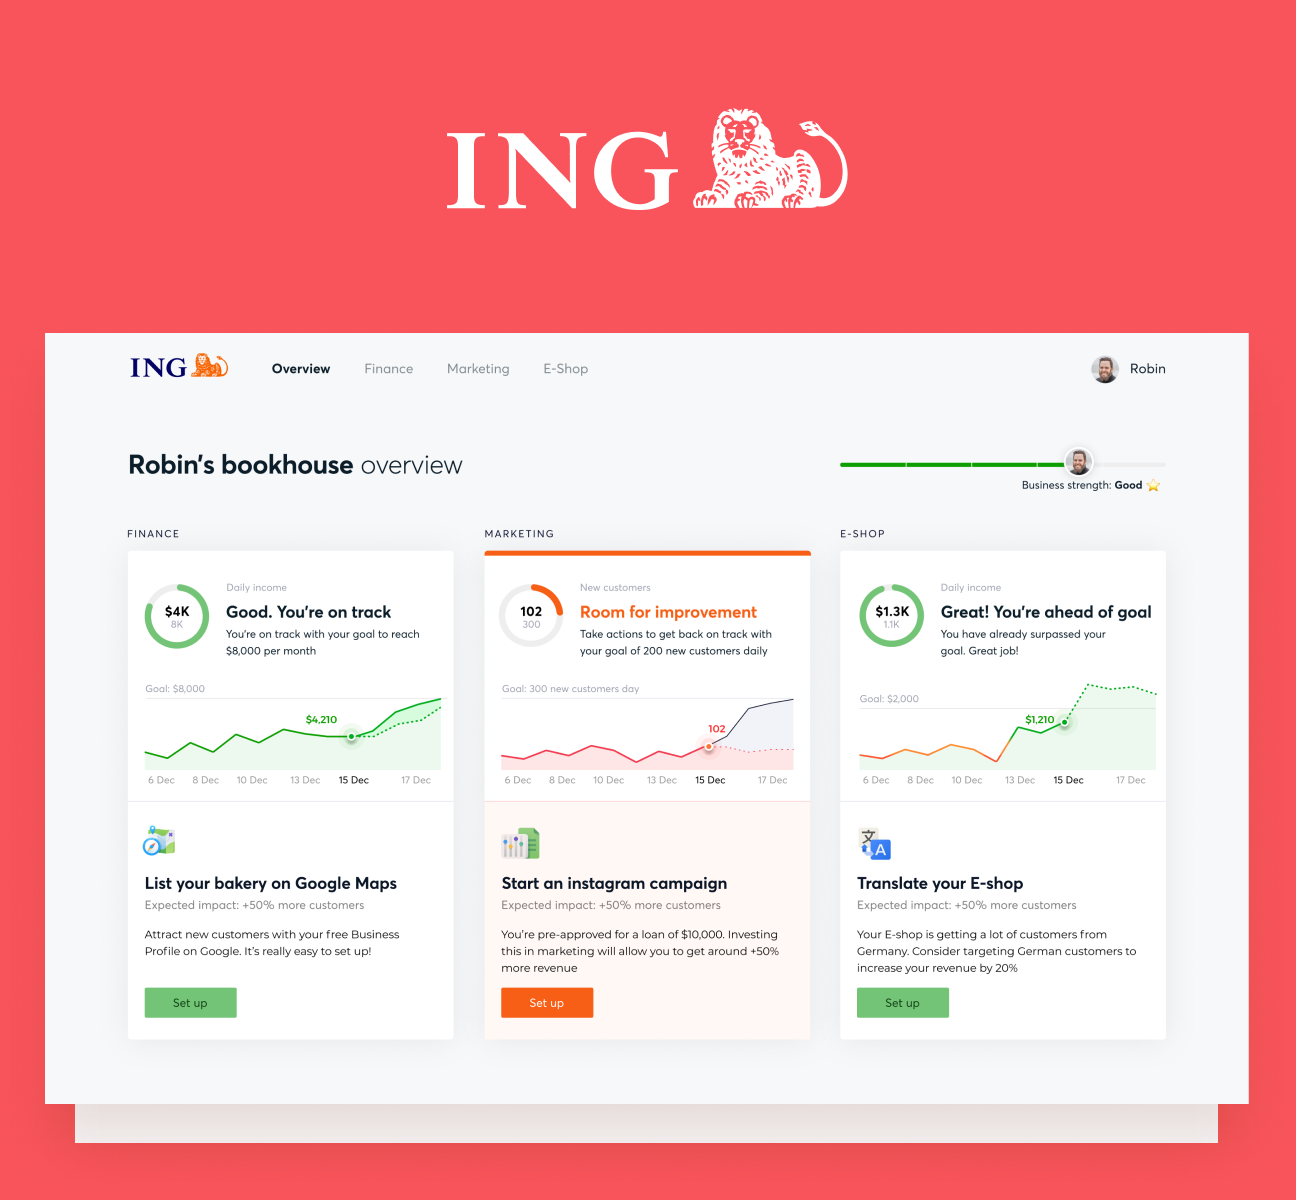 ING
ING
Overview Finance Marketing E-Shop
Robin
Robin's bookhouse overview
Business strength: Good
FINANCE
$4K
8K
Daily income
Good. You're on track
You're on track with your goal to reach
$8,000 per month
Goal: $8,000
$4,210
6 Dec 8 Dec 10 Dec 13 Dec 15 Dec 17 Dec
List your bakery on Google Maps
Expected impact: +50% more customers
Attract new customers with your free Business
Profile on Google. It's really easy to set up!
Set up
MARKETING
102
300
New customers
Room for improvement
Take actions to get back on track with
your goal of 200 new customers daily
Goal: 300 new customers day
102
6 Dec 8 Dec 10 Dec 13 Dec 15 Dec 17 Dec
Start an instagram campaign
Expected impact: +50% more customers
You're pre-approved for a loan of $10,000. Investing
this in marketing will allow you to get around +50%
more revenue
Set up
E-SHOP
$1.3K
1.1K
Daily income
Great! You're ahead of goal
You have already surpassed your
goal. Great job!
Goal: $2,000
$1,210
6 Dec 8 Dec 10 Dec 13 Dec 15 Dec 17 Dec
文
A
Translate your E-shop
Expected impact: +50% more customers
Your E-shop is getting a lot of customers from
Germany. Consider targeting German customers to
increase your revenue by 20%
Set up